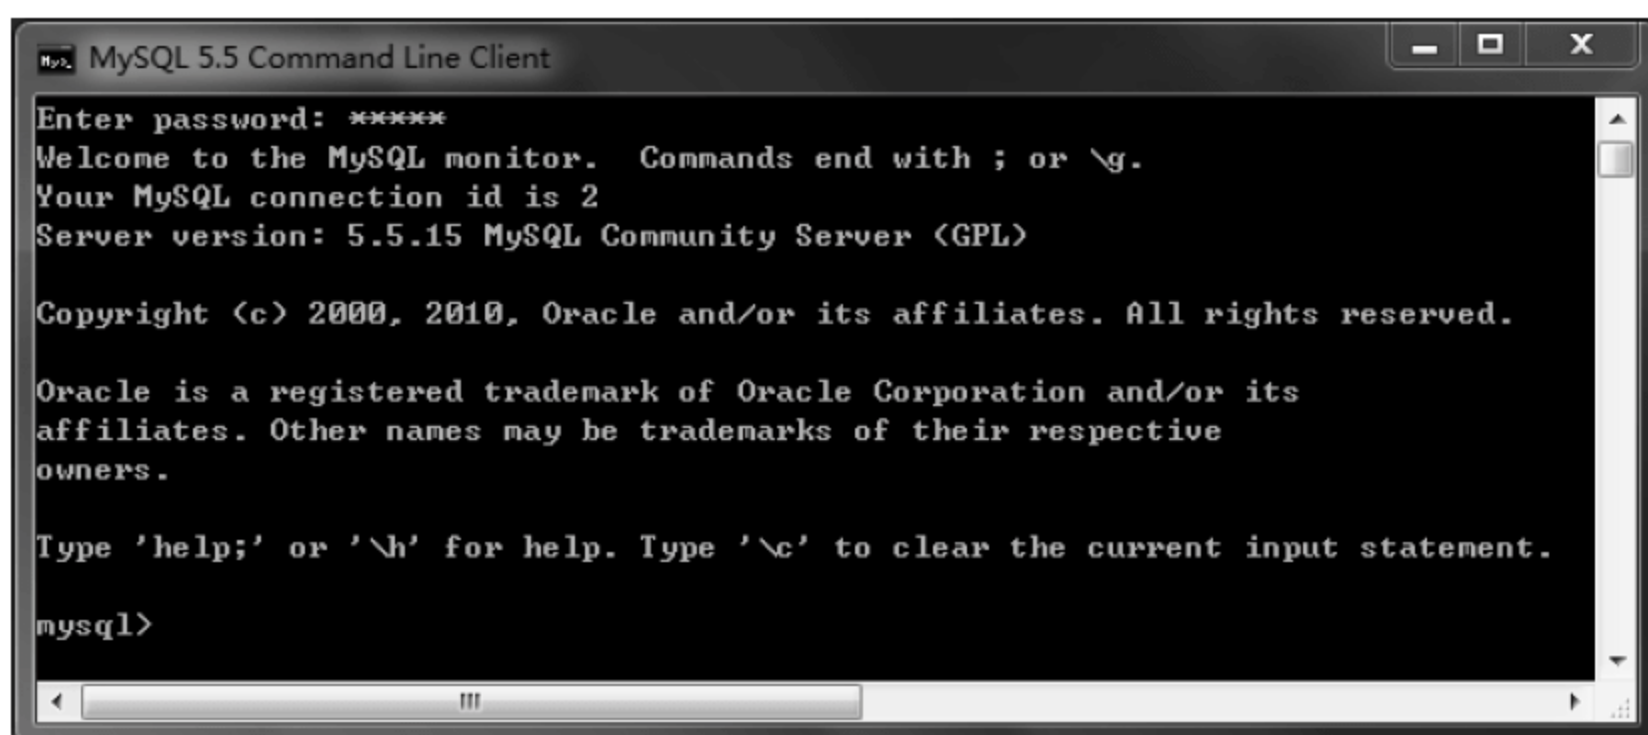 MySQL 5.5 Command Line Client
Enter password: *****
Welcome to the MySQL monitor.  Commands end with ; or \g.
Your MySQL connection id is 2
Server version: 5.5.15 MySQL Community Server (GPL)
Copyright (c) 2000, 2010, Oracle and/or its affiliates. All rights reserved.
Oracle is a registered trademark of Oracle Corporation and/or its
affiliates. Other names may be trademarks of their respective
owners.
Type 'help;' or '\h' for help. Type '\c' to clear the current input statement.
mysql>